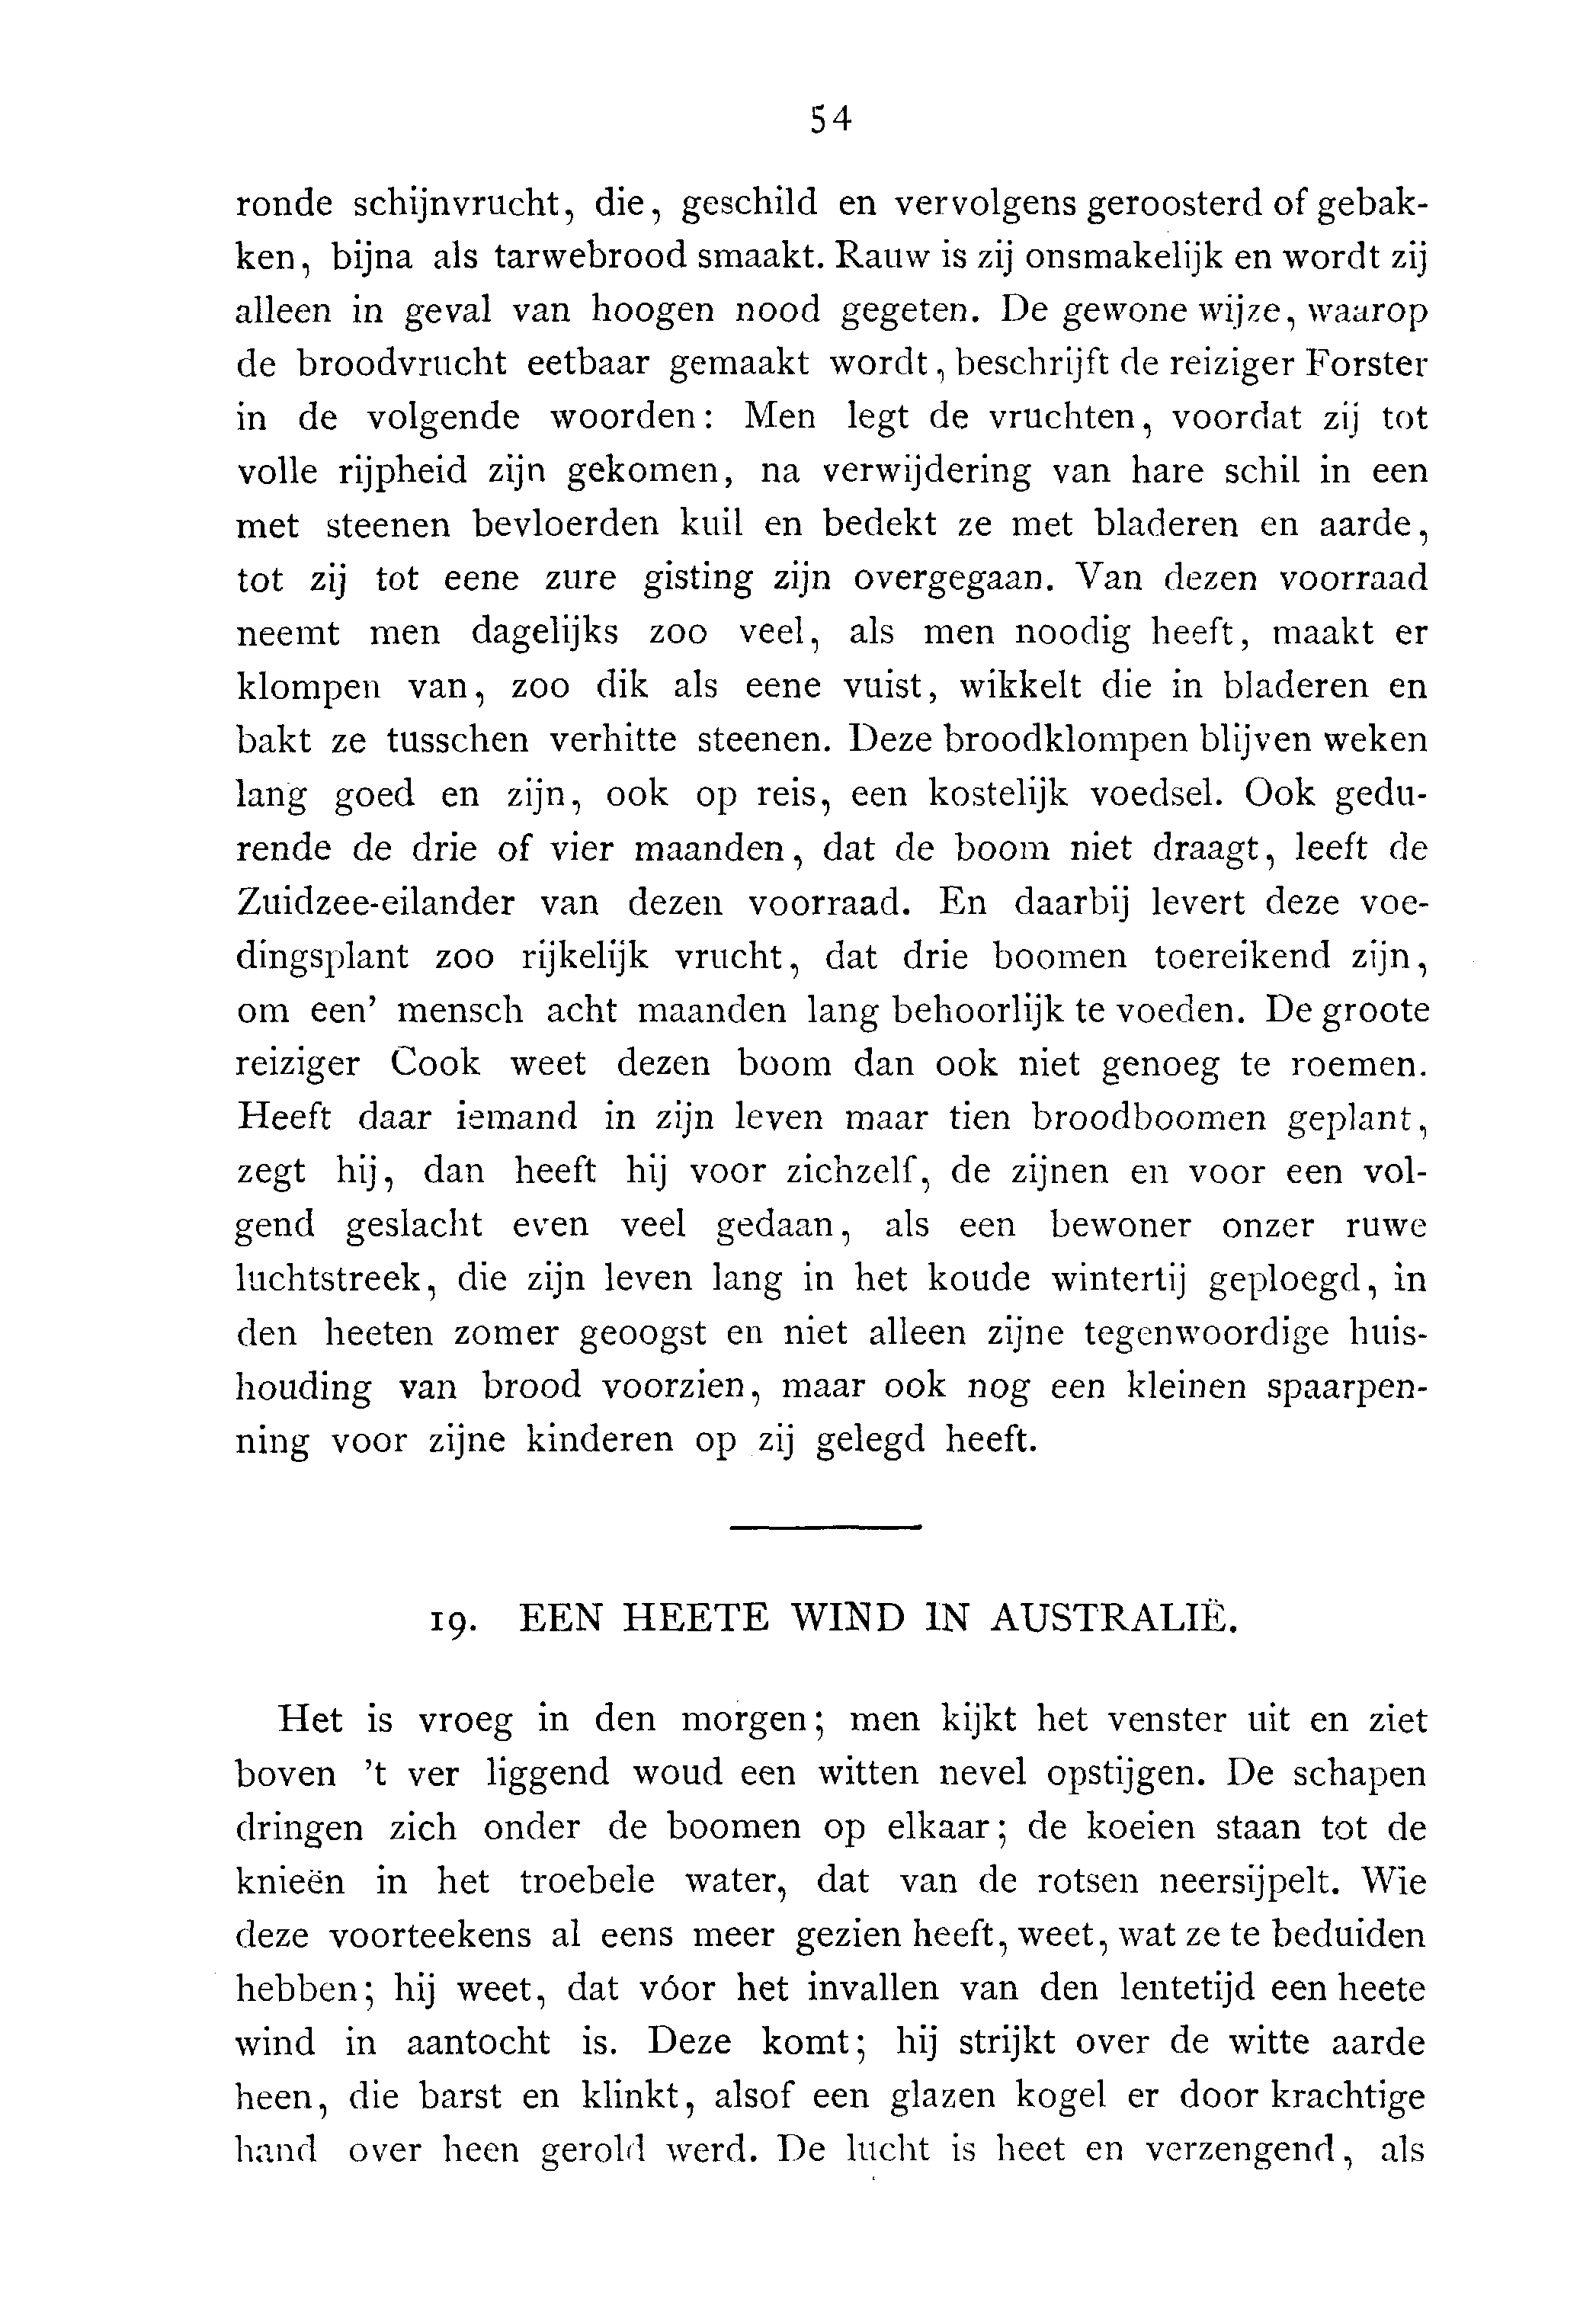 54
ronde schijnvrucht, die, geschild en vervolgens geroosterd of gebak-
ken, bijna als tarwebrood smaakt. Rauw is zij onsmakelijk en wordt zij
alleen in geval van hoogen nood gegeten. De gewone wijze, waarop
de broodvrucht eetbaar gemaakt wordt, beschrijft de reiziger Forster
in de volgende woorden: Men legt de vruchten, voordat zij tot
volle rijpheid zijn gekomen, na verwijdering van hare schil in een
met steenen bevloerden kuil en bedekt ze met bladeren en aarde,
tot zij tot eene zure gisting zijn overgegaan. Van dezen voorraad
neemt men dagelijks zoo veel, als men noodig heeft, maakt er
klompen van, zoo dik als eene vuist, wikkelt die in bladeren en
bakt ze tusschen verhitte steenen. Deze broodklompen blijven weken
lang goed en zijn, ook op reis, een kostelijk voedsel. Ook gedu-
rende de drie of vier maanden, dat de boom niet draagt, leeft de
Zuidzee-eilander van dezen voorraad. En daarbij levert deze voe-
dingsplant zoo rijkelijk vrucht, dat drie boomen toereikend zijn,
om een' mensch acht maanden lang behoorlijk te voeden. De groote
reiziger Cook weet dezen boom dan ook niet genoeg te roemen.
Heeft daar iemand in zijn leven maar tien broodboomen geplant,
zegt hij, dan heeft hij voor zichzelf, de zijnen en voor een vol-
gend geslacht even veel gedaan, als een bewoner onzer ruwe
luchtstreek, die zijn leven lang in het koude wintertij geploegd, in
den heeten zomer geoogst en niet alleen zijne tegenwoordige huis-
houding van brood voorzien, maar ook nog een kleinen spaarpen-
ning voor zijne kinderen op zij gelegd heeft.
19. EEN HEETE WIND IN AUSTRALIË.
Het is vroeg in den morgen; men kijkt het venster uit en ziet
boven 't ver liggend woud een witten nevel opstijgen. De schapen
dringen zich onder de boomen op elkaar; de koeien staan tot de
knieën in het troebele water, dat van de rotsen neersijpelt. Wie
deze voorteekens al eens meer gezien heeft, weet, wat ze te beduiden
hebben; hij weet, dat vóor het invallen van den lentetijd een heete
wind in aantocht is. Deze komt; hij strijkt over de witte aarde
heen, die barst en klinkt, alsof een glazen kogel er door krachtige
hand over heen gerold werd. De lucht is heet en verzengend, als